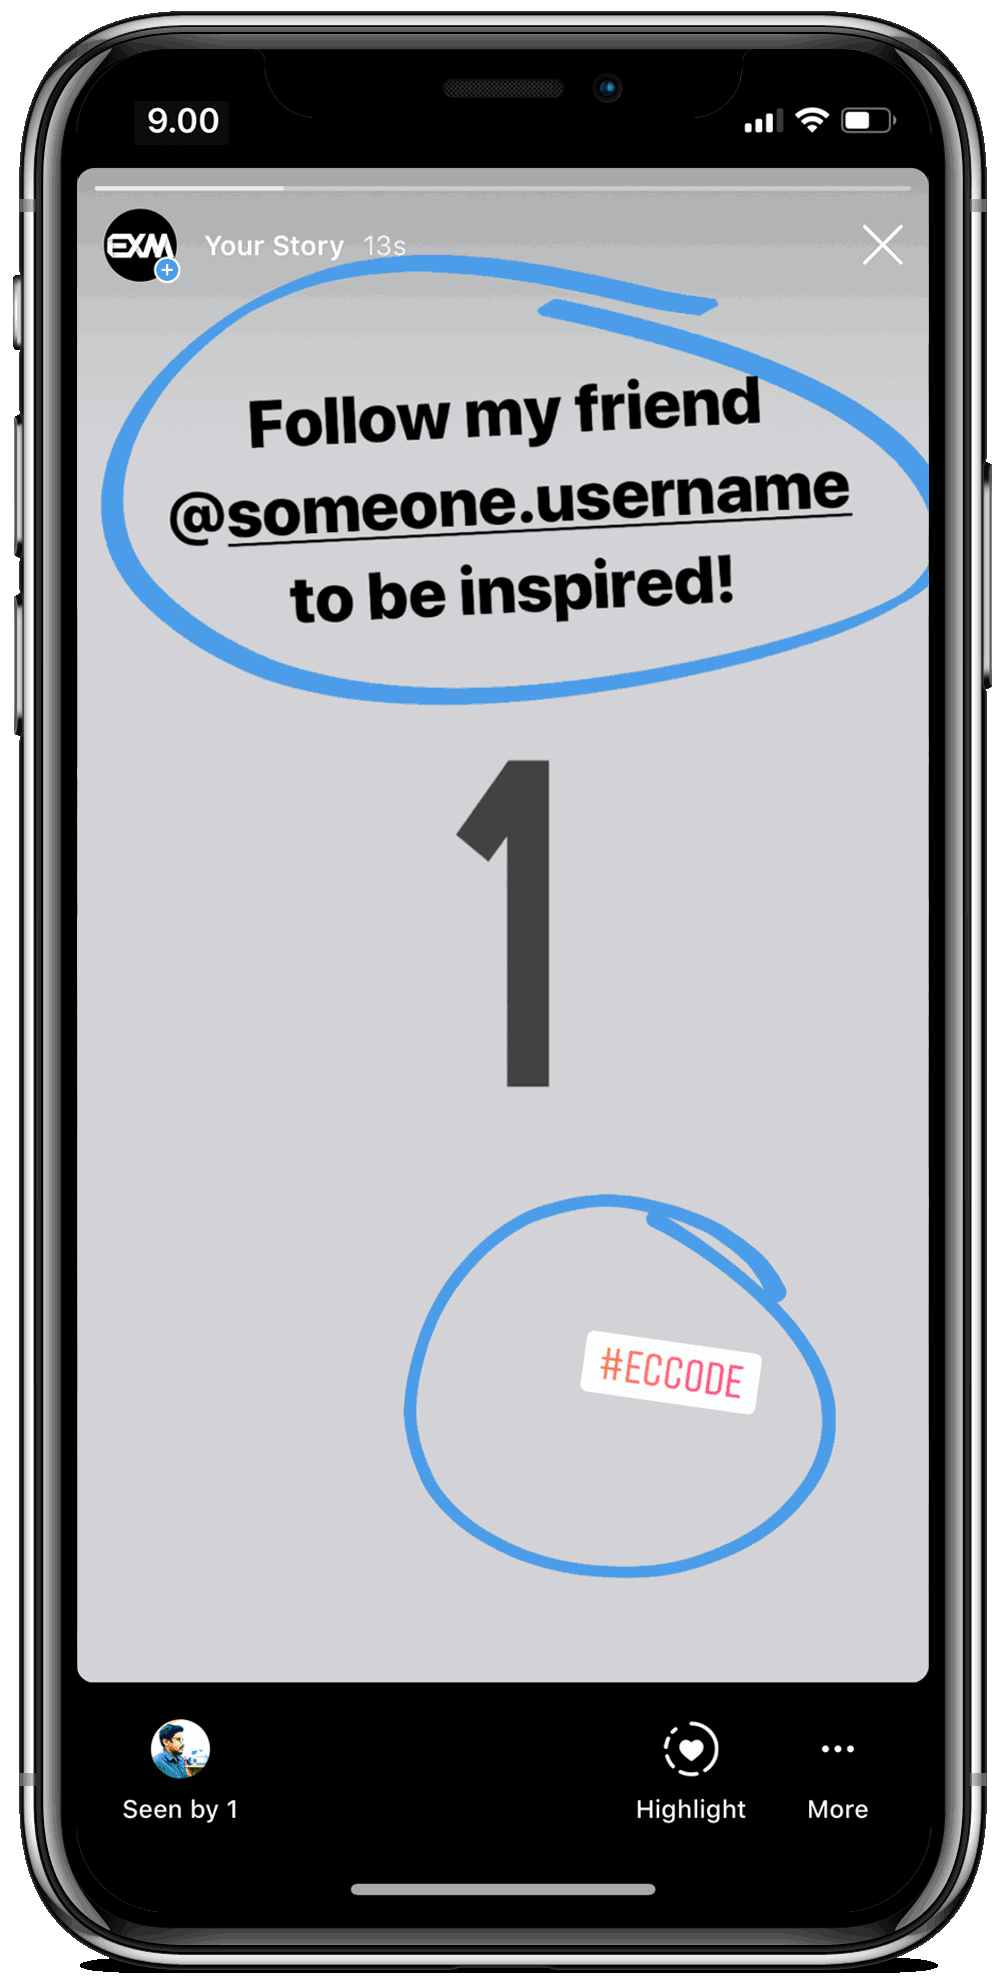 9.00
EXM
Your Story 13s
Follow my friend
@someone.username
to be inspired!
1
#ECCODE
Seen by 1
Highlight
More